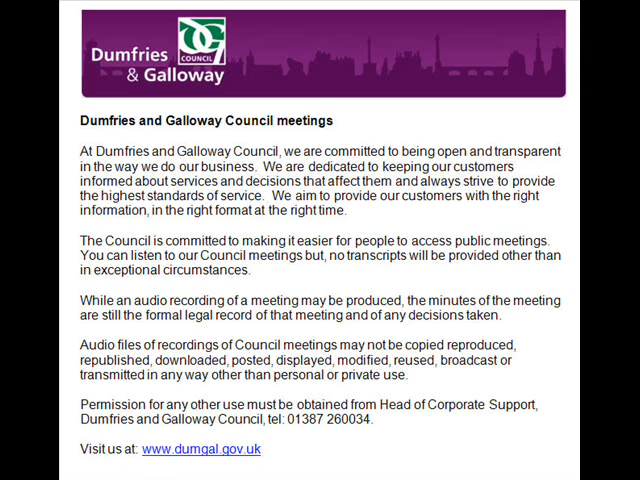 Dumfries
& Galloway
COUNCIL
Dumfries and Galloway Council meetings
At Dumfries and Galloway Council, we are committed to being open and transparent
in the way we do our business.  We are dedicated to keeping our customers
informed about services and decisions that affect them and always strive to provide
the highest standards of service.  We aim to provide our customers with the right
information, in the right format at the right time.
The Council is committed to making it easier for people to access public meetings.
You can listen to our Council meetings but, no transcripts will be provided other than
in exceptional circumstances.
While an audio recording of a meeting may be produced, the minutes of the meeting
are still the formal legal record of that meeting and of any decisions taken.
Audio files of recordings of Council meetings may not be copied reproduced,
republished, downloaded, posted, displayed, modified, reused, broadcast or
transmitted in any way other than personal or private use.
Permission for any other use must be obtained from Head of Corporate Support,
Dumfries and Galloway Council, tel: 01387 260034.
Visit us at: www.dumgal.gov.uk